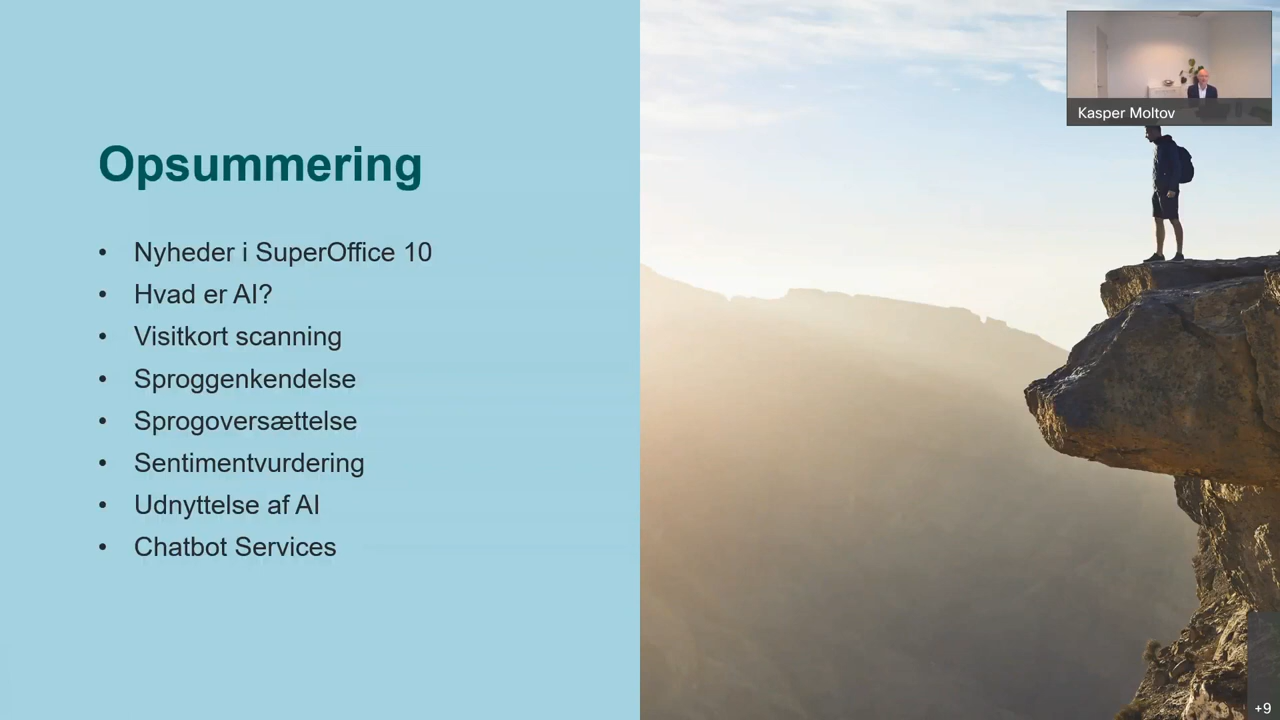 Opsummering
• Nyheder i SuperOffice 10
• Hvad er AI?
• Visitkort scanning
• Sproggenkendelse
• Sprogoversættelse
• Sentimentvurdering
• Udnyttelse af AI
• Chatbot Services
Kasper Moltov
+9